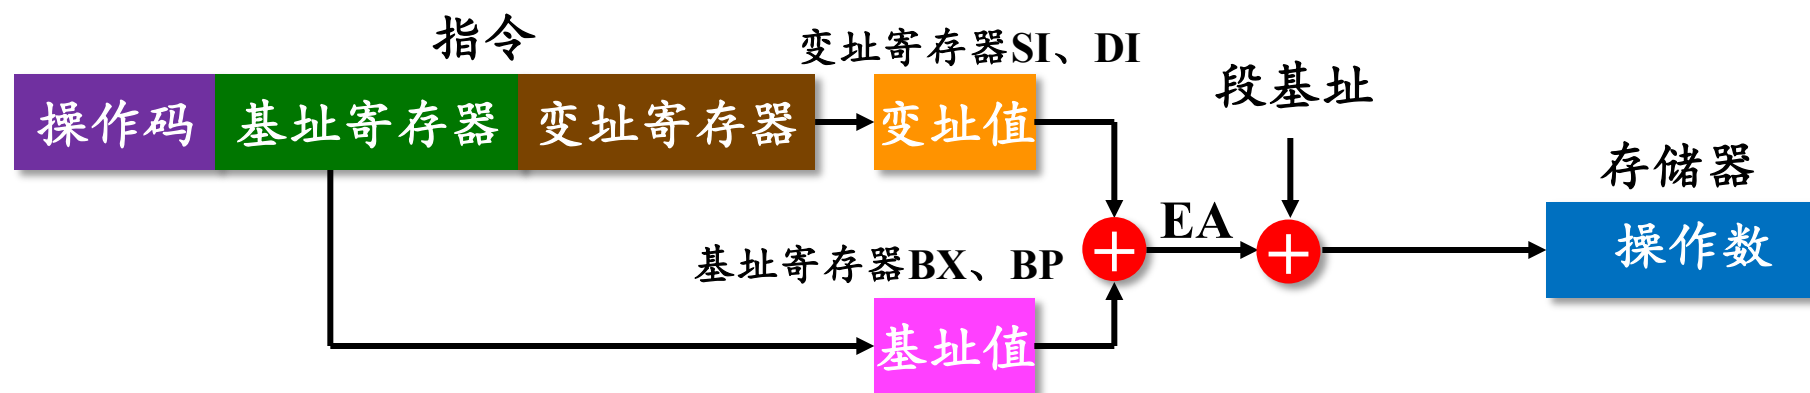 指令
变址寄存器SI、DI
段基址
操作码
基址寄存器
变址寄存器
变址值
存储器
EA
操作数
基址寄存器BX、BP
基址值